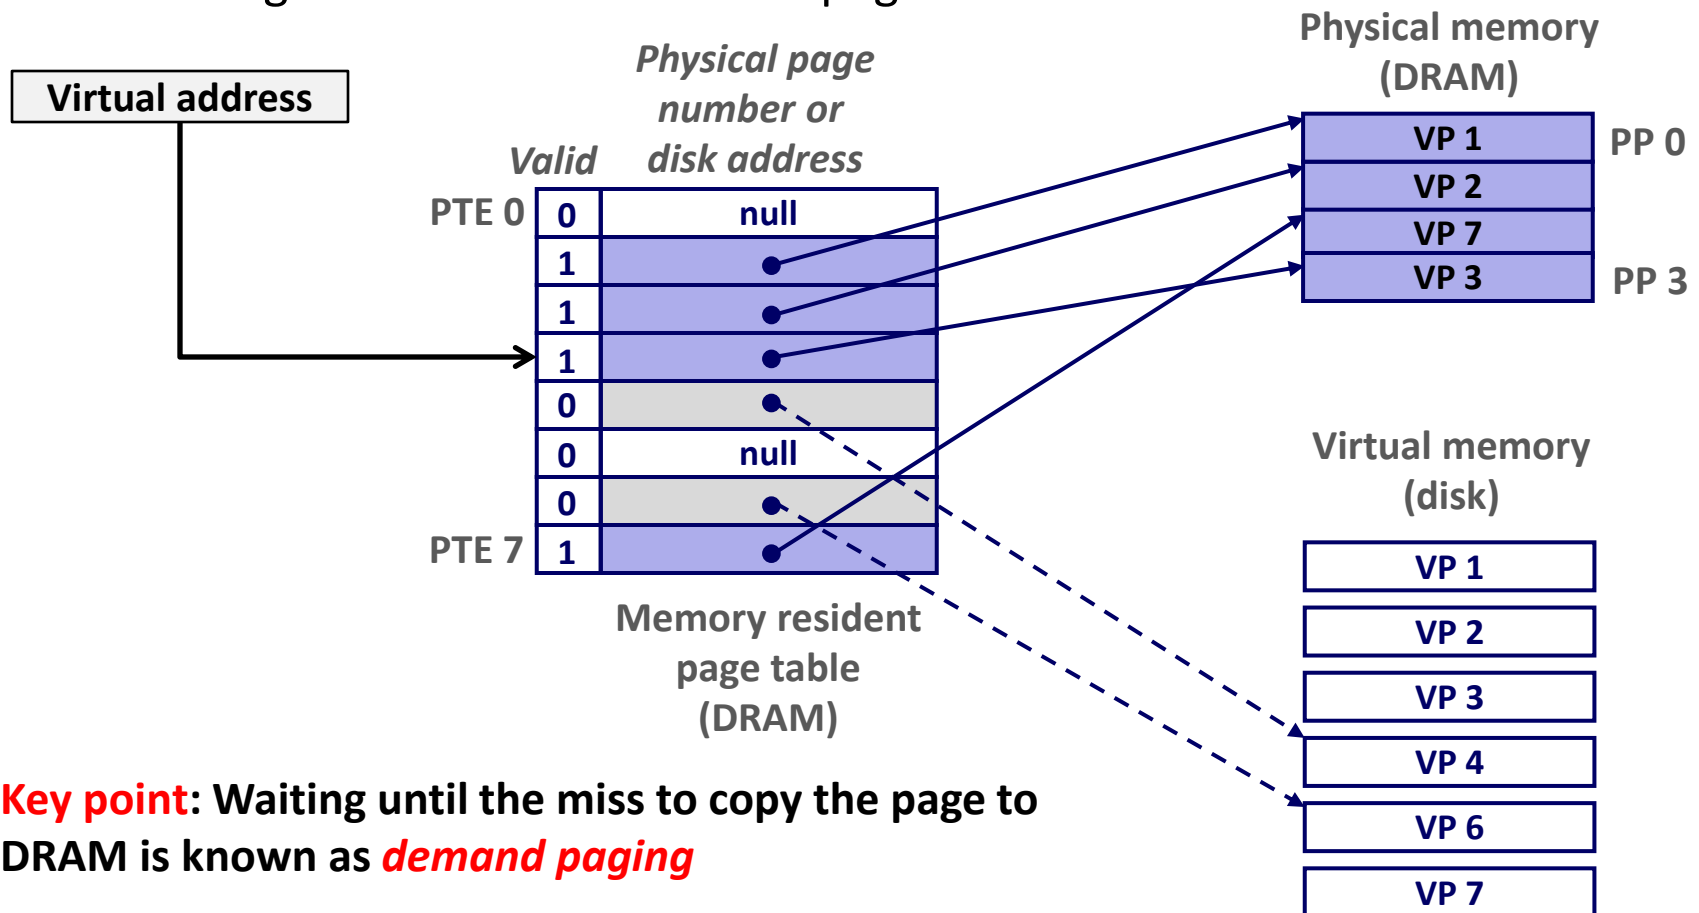 Virtual address
Physical page
number or
disk address
Valid
PTE 0
0
null
1
1
1
0
0
null
0
PTE 7
1
Memory resident
page table
(DRAM)
Physical memory
(DRAM)
VP 1
PP 0
VP 2
VP 7
VP 3
PP 3
Virtual memory
(disk)
VP 1
VP 2
VP 3
VP 4
VP 6
VP 7
Key point: Waiting until the miss to copy the page to
DRAM is known as demand paging